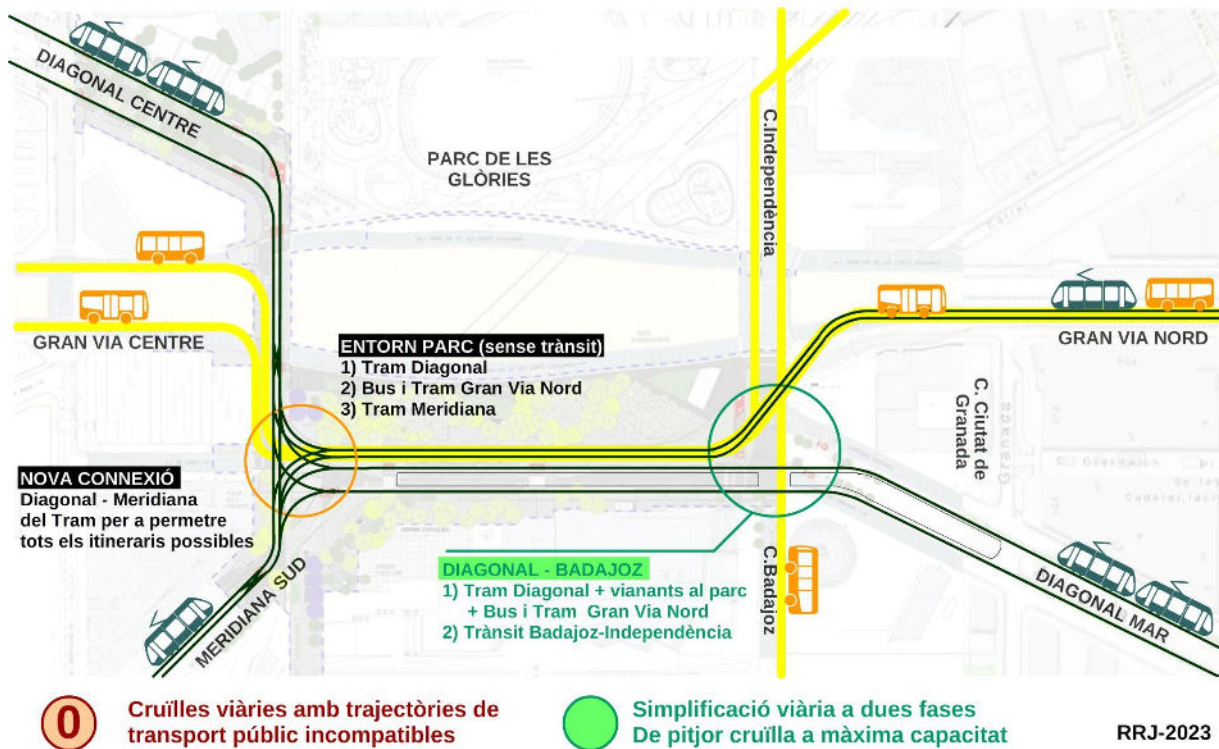 DIAGONAL CENTRE
PARC DE LES
GLÒRIES
C.Independència
GRAN VIA CENTRE
GRAN VIA NORD
ENTORN PARC (sense trànsit)
1) Tram Diagonal
2) Bus i Tram Gran Via Nord
3) Tram Meridiana
C. Ciutat de
Granada
NOVA CONNEXIÓ
Diagonal - Meridiana
del Tram per a permetre
tots els itineraris possibles
MERIDIANA SUD
DIAGONAL - BADAJOZ
1) Tram Diagonal + vianants al parc
+ Bus i Tram Gran Via Nord
2) Trànsit Badajoz-Independència
C.Badajoz
DIAGONAL MAR
0
Cruïlles viàries amb trajectòries de
transport públic incompatibles
Simplificació viària a dues fases
De pitjor cruïlla a màxima capacitat
RRJ-2023